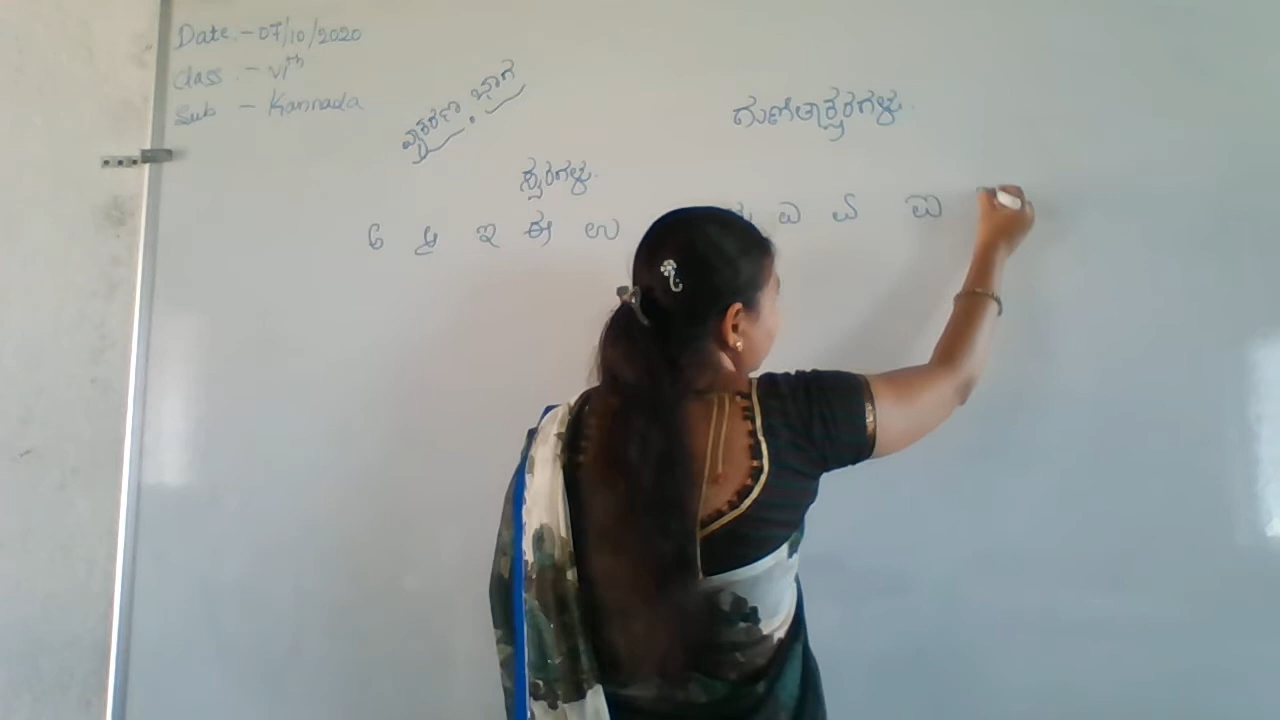 Date :- 07/10/2020
Class :- VIth
Sub - Kannada
ವ್ಯಾಕರಣ ಭಾಗ
ಗುಣಿತಾಕ್ಷರಗಳು.
ಸ್ವರಗಳು.
ಅ ಆ ಇ ಈ ಉ ಎ ಏ ಐ